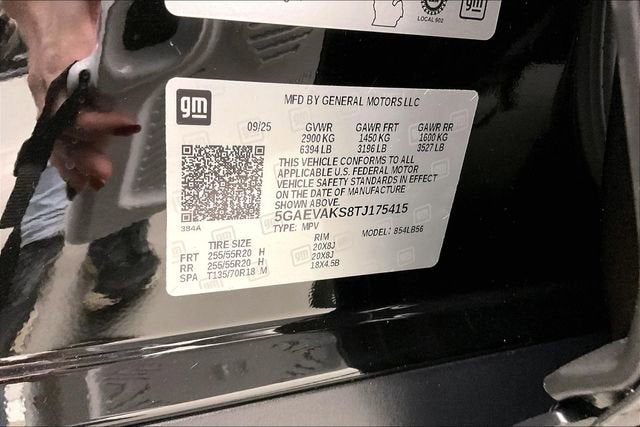 LOCAL 602
gm
gm
MFD BY GENERAL MOTORS LLC
09/25 GVWR GAWR FRT GAWR RR
2900 KG 1450 KG 1600 KG
6394 LB 3196 LB 3527 LB
THIS VEHICLE CONFORMS TO ALL
APPLICABLE U.S. FEDERAL MOTOR
VEHICLE SAFETY STANDARDS IN EFFECT
ON THE DATE OF MANUFACTURE
SHOWN ABOVE.
5GAEVAKS8TJ175415
384A TYPE: MPV MODEL: 854LB56
TIRE SIZE RIM
FRT 255/55R20 H 20X8J
RR 255/55R20 H 20X8J
SPA T135/70R18 M 18X4.5B